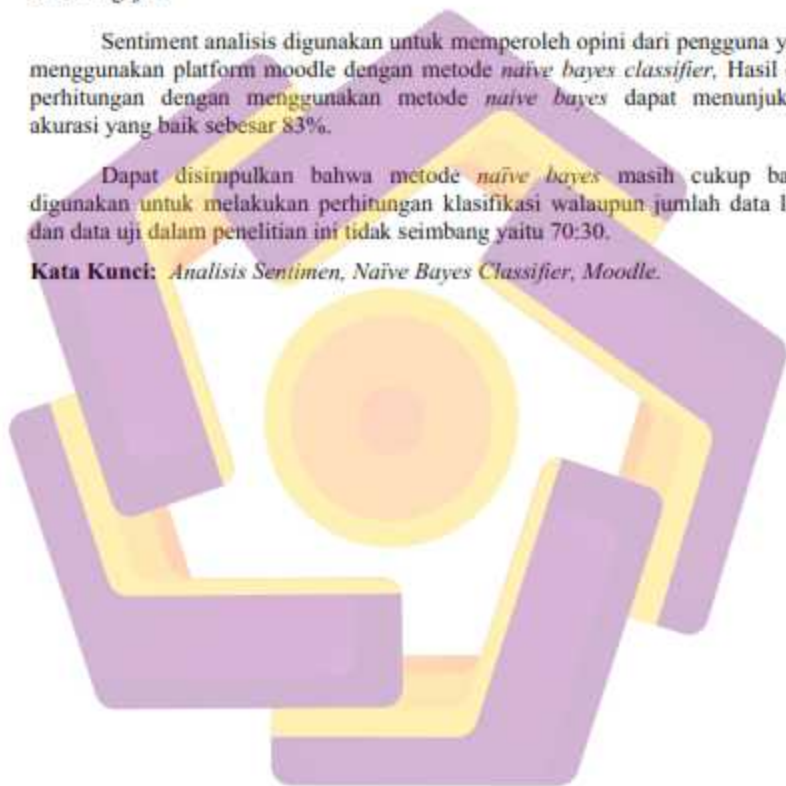 Sentiment analisis digunakan untuk memperoleh opini dari pengguna y
menggunakan platform moodle dengan metode naïve bayes classifier, Hasil
perhitungan dengan menggunakan metode naive bayes dapat menunjuk
akurasi yang baik sebesar 83%.
Dapat disimpulkan bahwa metode naïve bayes masih cukup ba
digunakan untuk melakukan perhitungan klasifikasi walaupun jumlah data l
dan data uji dalam penelitian ini tidak seimbang yaitu 70:30.
Kata Kunci: Analisis Sentimen, Naïve Bayes Classifier, Moodle.